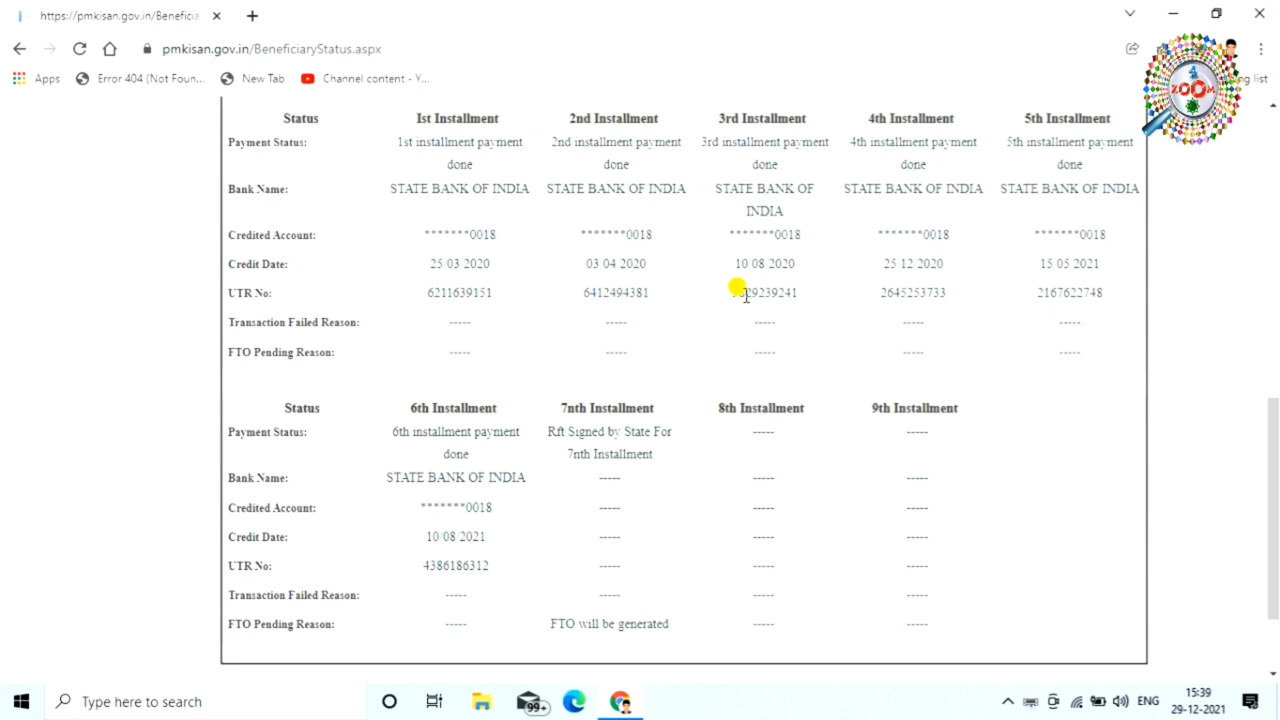 https://pmkisan.gov.in/Beneficia
pmkisan.gov.in/BeneficiaryStatus.aspx
Apps Error 404 (Not Foun... New Tab Channel content - Y... list
ZOOM
Status Ist Installment 2nd Installment 3rd Installment 4th Installment 5th Installment
Payment Status: 1st installment payment 2nd installment payment 3rd installment payment 4th installment payment 5th installment payment
done done done done done
Bank Name: STATE BANK OF INDIA STATE BANK OF INDIA STATE BANK OF STATE BANK OF INDIA STATE BANK OF INDIA
INDIA
Credited Account: *******0018 *******0018 *******0018 *******0018 *******0018
Credit Date: 25/03/2020 03/04/2020 10/08/2020 25/12/2020 15/05/2021
UTR No: 6211639151 6412494381 2645253733 2167622748
Transaction Failed Reason: ----- ----- ----- ----- -----
FTO Pending Reason: ----- ----- ----- ----- -----
Status 6th Installment 7nth Installment 8th Installment 9th Installment
Payment Status: 6th installment payment Rft Signed by State For ----- -----
done 7nth Installment
Bank Name: STATE BANK OF INDIA ----- ----- -----
Credited Account: *******0018 ----- ----- -----
Credit Date: 10/08/2021 ----- ----- -----
UTR No: 4386186312 ----- ----- -----
Transaction Failed Reason: ----- ----- ----- -----
FTO Pending Reason: ----- FTO will be generated ----- -----
Type here to search 99+ ENG 15:39
29-12-2021